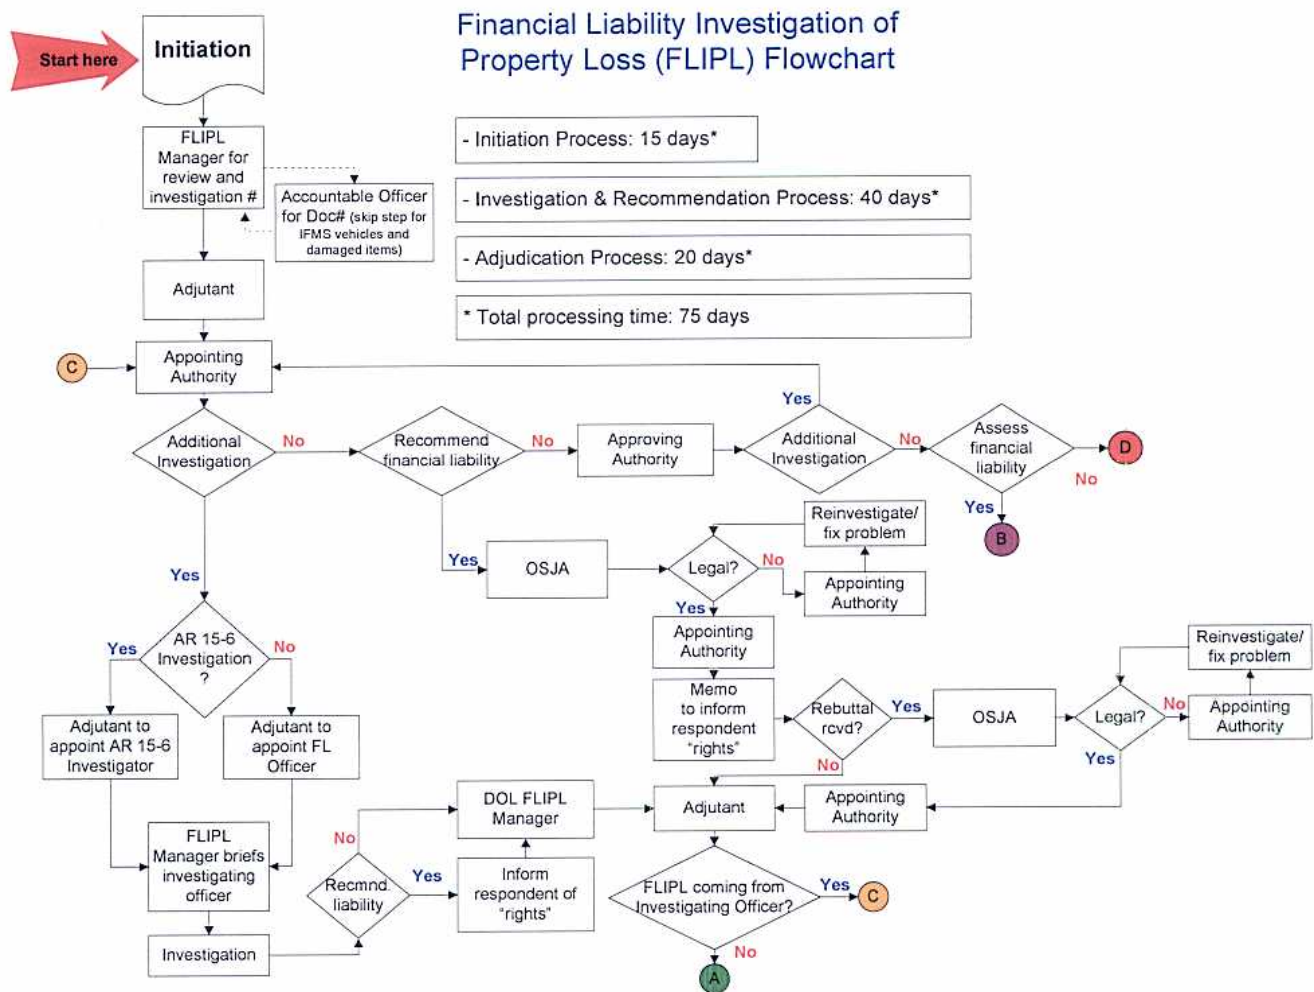 Financial Liability Investigation of
Property Loss (FLIPL) Flowchart
Start here
Initiation
FLIPL
Manager for
review and
investigation #
Accountable Officer
for Doc# (skip step for
IFMS vehicles and
damaged items)
- Initiation Process: 15 days*
- Investigation & Recommendation Process: 40 days*
- Adjudication Process: 20 days*
* Total processing time: 75 days
Adjutant
C
Appointing
Authority
Additional
Investigation
No
Recommend
financial liability
No
Approving
Authority
Yes
Additional
Investigation
No
Assess
financial
liability
No
D
Yes
B
Yes
OSJA
Legal?
No
Appointing
Authority
Reinvestigate/
fix problem
Yes
Appointing
Authority
Memo
to inform
respondent
"rights"
Rebuttal
rcvd?
Yes
OSJA
Legal?
No
Appointing
Authority
Reinvestigate/
fix problem
Yes
Appointing
Authority
No
Adjutant
Yes
AR 15-6
Investigation
?
Yes
No
Adjutant to
appoint AR 15-6
Investigator
Adjutant to
appoint FL
Officer
FLIPL
Manager briefs
investigating
officer
Investigation
Recmnd.
liability
No
Yes
DOL FLIPL
Manager
Inform
respondent of
"rights"
FLIPL coming from
Investigating Officer?
Yes
C
No
A